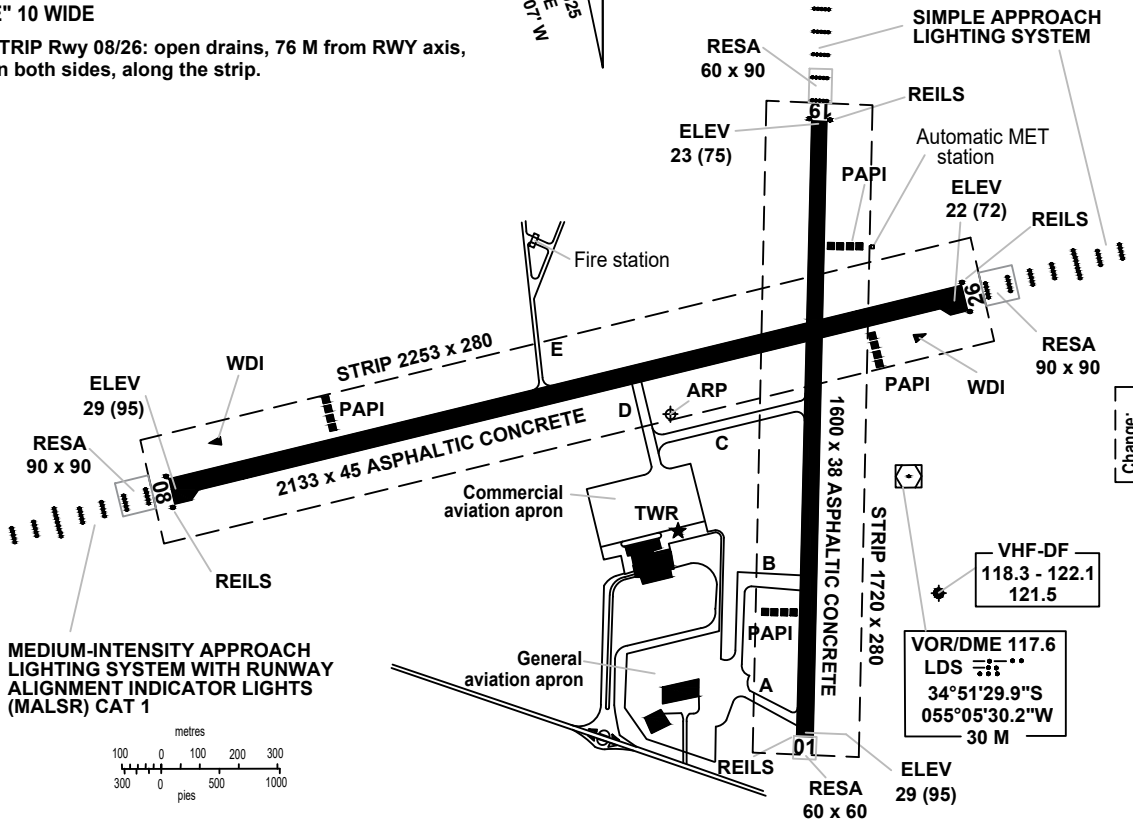 E" 10 WIDE
TRIP Rwy 08/26: open drains, 76 M from RWY axis,
n both sides, along the strip.
25
E
07' W
SIMPLE APPROACH
LIGHTING SYSTEM
RESA
60 x 90
19
REILS
ELEV
23 (75)
Automatic MET
station
PAPI
ELEV
22 (72)
REILS
Fire station
26
RESA
90 x 90
WDI
STRIP 2253 x 280
E
PAPI
WDI
ELEV
29 (95)
PAPI
ARP
D
C
RESA
90 x 90
08
2133 x 45 ASPHALTIC CONCRETE
1600 x 38 ASPHALTIC CONCRETE
STRIP 1720 x 280
Change:
Commercial
aviation apron
TWR
REILS
B
VHF-DF
118.3 - 122.1
121.5
PAPI
VOR/DME 117.6
LDS
34°51'29.9"S
055°05'30.2"W
30 M
MEDIUM-INTENSITY APPROACH
LIGHTING SYSTEM WITH RUNWAY
ALIGNMENT INDICATOR LIGHTS
(MALSR) CAT 1
General
aviation apron
A
metres
100 0 100 200 300
300 0 500 1000
pies
01
REILS
RESA
60 x 60
ELEV
29 (95)